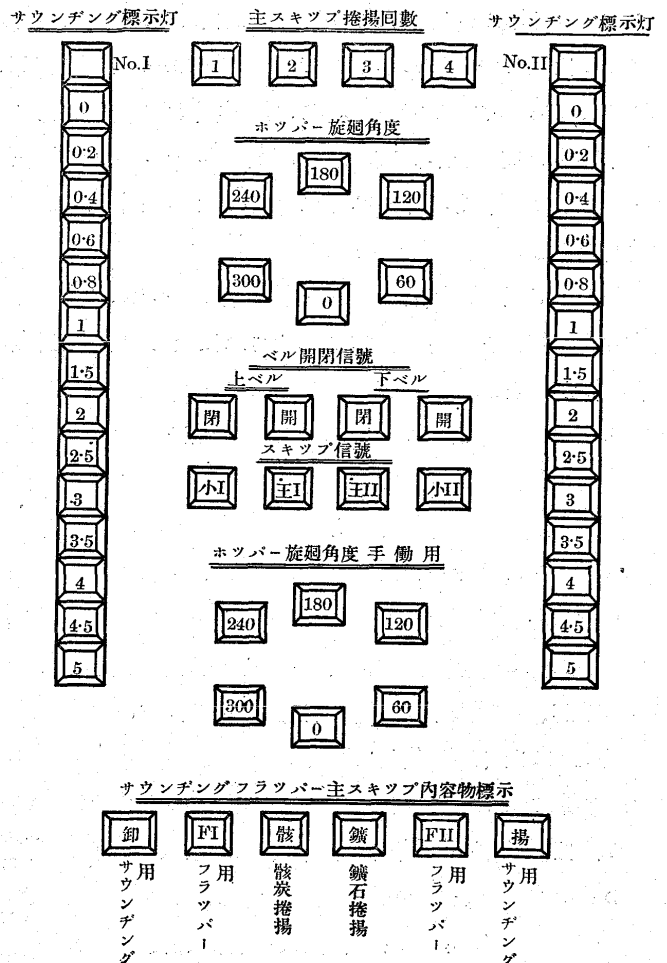 サウンヂング標示灯
主スキツプ捲揚囘數
サウンヂング標示灯
No.I
1 2 3 4
No.II
0
0·2
0·4
0·6
0·8
1
1·5
2
2·5
3
3·5
4
4·5
5
ホツパー旋廻角度
180
240 120
300 60
0
ベル開閉信號
上ベル 下ベル
閉 開 閉 開
スキツプ信號
小I 主I 主II 小II
ホツパー旋廻角度手働用
180
240 120
300 60
0
0
0·2
0·4
0·6
0·8
1
1·5
2
2·5
3
3·5
4
4·5
5
サウンヂングフラツパー主スキツプ內容物標示
卸 FI 骸 鑛 FII 揚
サウンヂング用
フラツパー用
骸炭捲揚
鑛石捲揚
フラツパー用
サウンヂング用